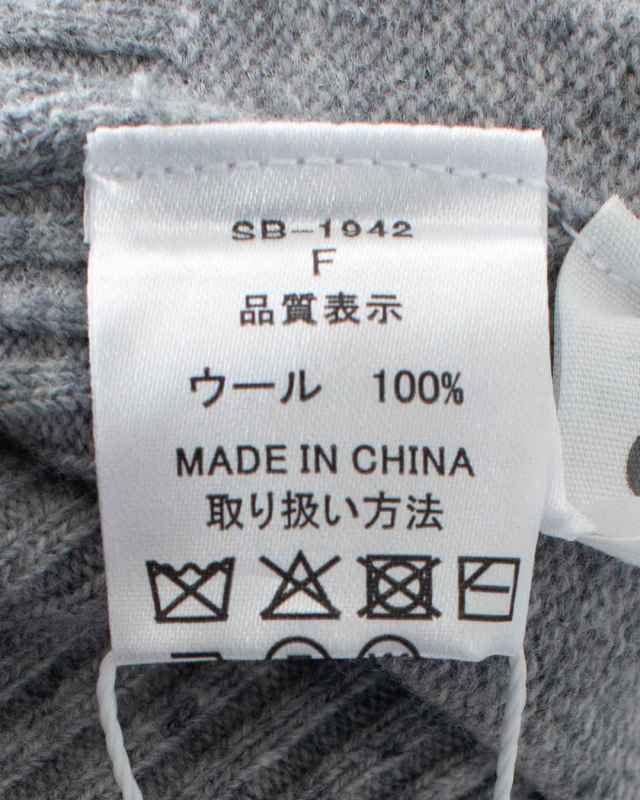 SB-1942
F
品質表示
ウール 100%
MADE IN CHINA
取り扱い方法